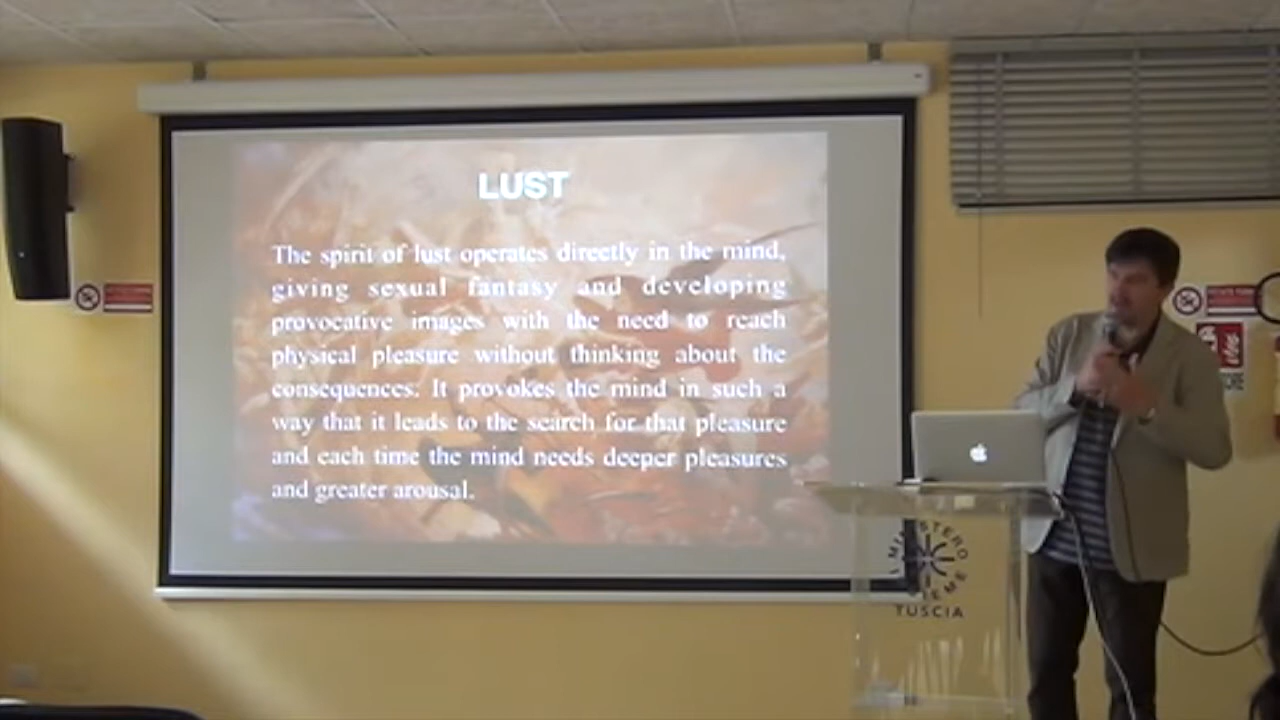 LUST
The spirit of lust operates directly in the mind,
giving sexual fantasy and developing
provocative images with the need to reach
physical pleasure without thinking about the
consequences. It provokes the mind in such a
way that it leads to the search for that pleasure
and each time the mind needs deeper pleasures
and greater arousal.
MINISTERO
TUSCIA